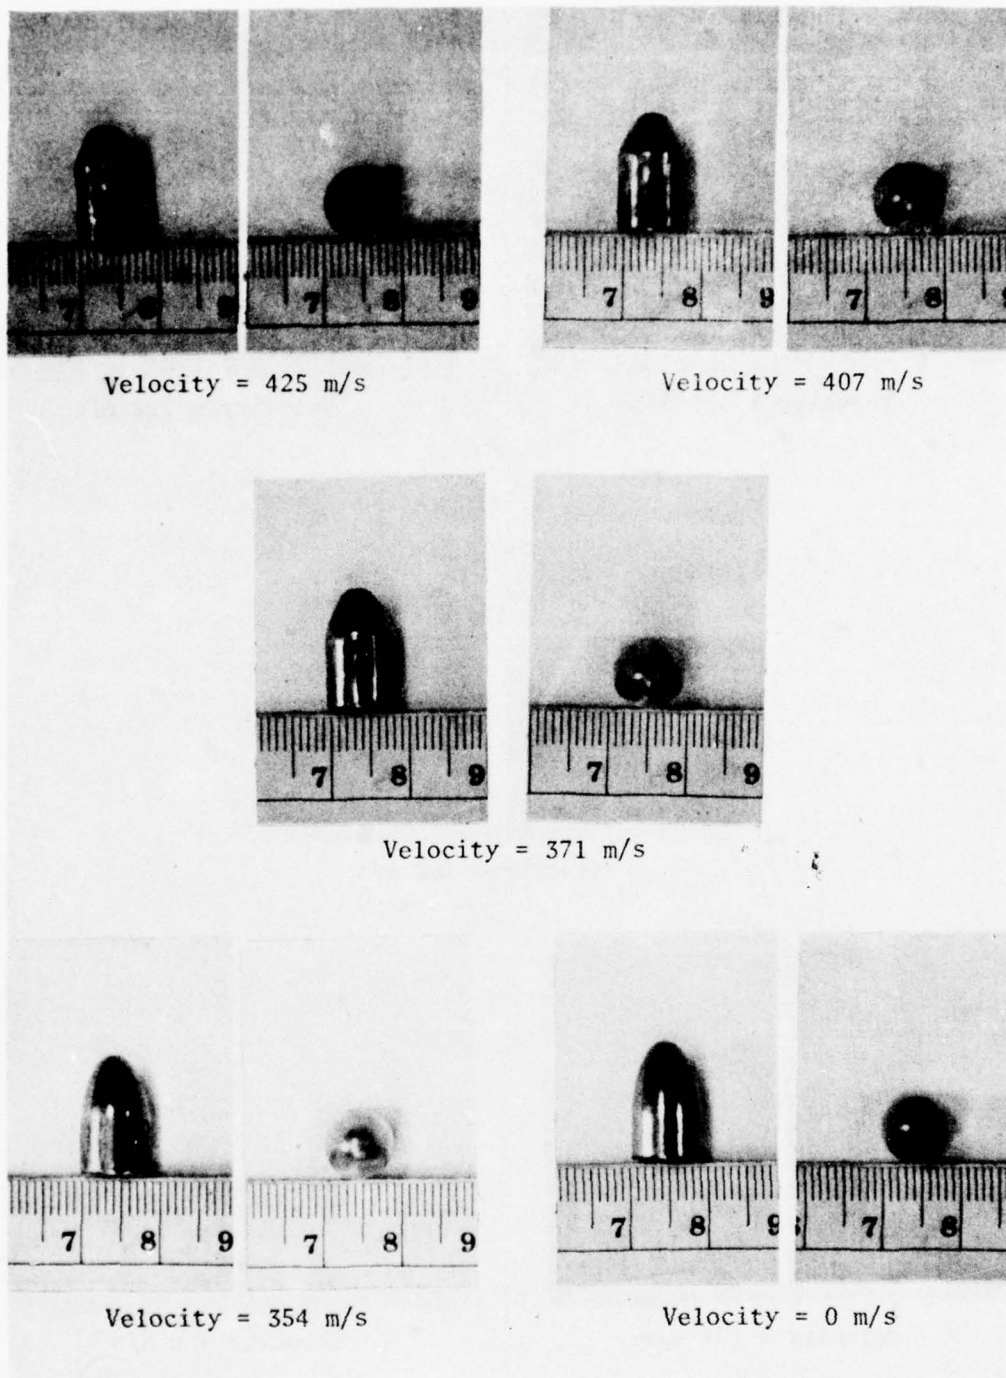 7 8 9 7 8 9
7 8 9 7 8
Velocity = 425 m/s
Velocity = 407 m/s
7 8 9 7 8 9
Velocity = 371 m/s
7 8 9 7 8 9
7 8 9 7 8
Velocity = 354 m/s
Velocity = 0 m/s